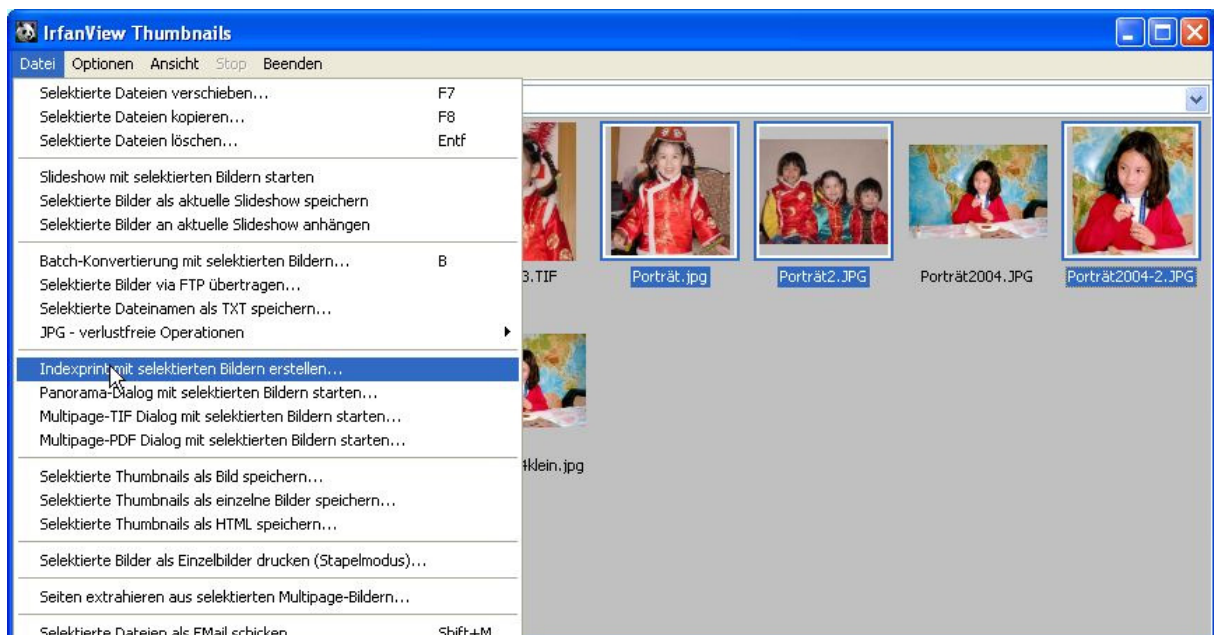 IrfanView Thumbnails
Datei Optionen Ansicht Stop Beenden
Selektierte Dateien verschieben... F7
Selektierte Dateien kopieren... F8
Selektierte Dateien löschen... Entf
Slideshow mit selektierten Bildern starten
Selektierte Bilder als aktuelle Slideshow speichern
Selektierte Bilder an aktuelle Slideshow anhängen
Batch-Konvertierung mit selektierten Bildern... B
Selektierte Bilder via FTP übertragen...
Selektierte Dateinamen als TXT speichern...
JPG - verlustfreie Operationen
Indexprint mit selektierten Bildern erstellen...
Panorama-Dialog mit selektierten Bildern starten...
Multipage-TIF Dialog mit selektierten Bildern starten...
Multipage-PDF Dialog mit selektierten Bildern starten...
Selektierte Thumbnails als Bild speichern...
Selektierte Thumbnails als einzelne Bilder speichern...
Selektierte Thumbnails als HTML speichern...
Selektierte Bilder als Einzelbilder drucken (Stapelmodus)...
Seiten extrahieren aus selektierten Multipage-Bildern...
Selektierte Dateien als EMail schicken Shift+M
3.TIF Porträt.jpg Porträt2.JPG Porträt2004.JPG Porträt2004-2.JPG
4klein.jpg